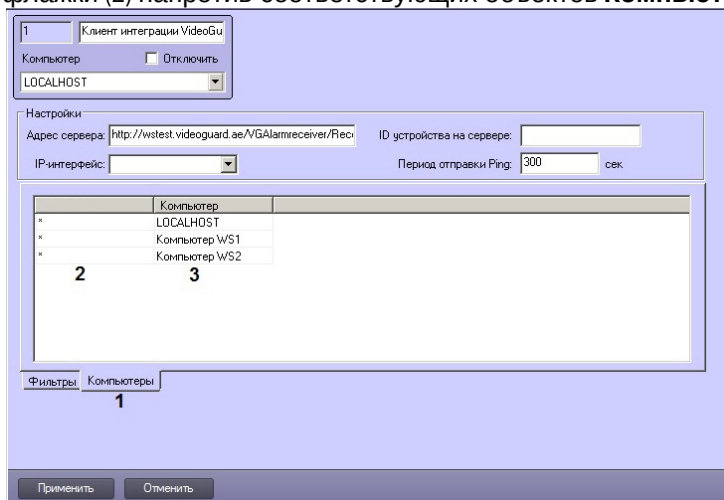 флажки (2) напротив соответствующих объектов Компьют
1 Клиент интеграции VideoGu
Компьютер Отключить
LOCALHOST
Настройки
Адрес сервера: http://wstest.videoguard.ae/VGAlarmreceiver/Rec ID устройства на сервере:
IP-интерфейс: Период отправки Ping: 300 сек
Компьютер
× LOCALHOST
× Компьютер WS1
× Компьютер WS2
2 3
Фильтры Компьютеры
1
Применить Отменить